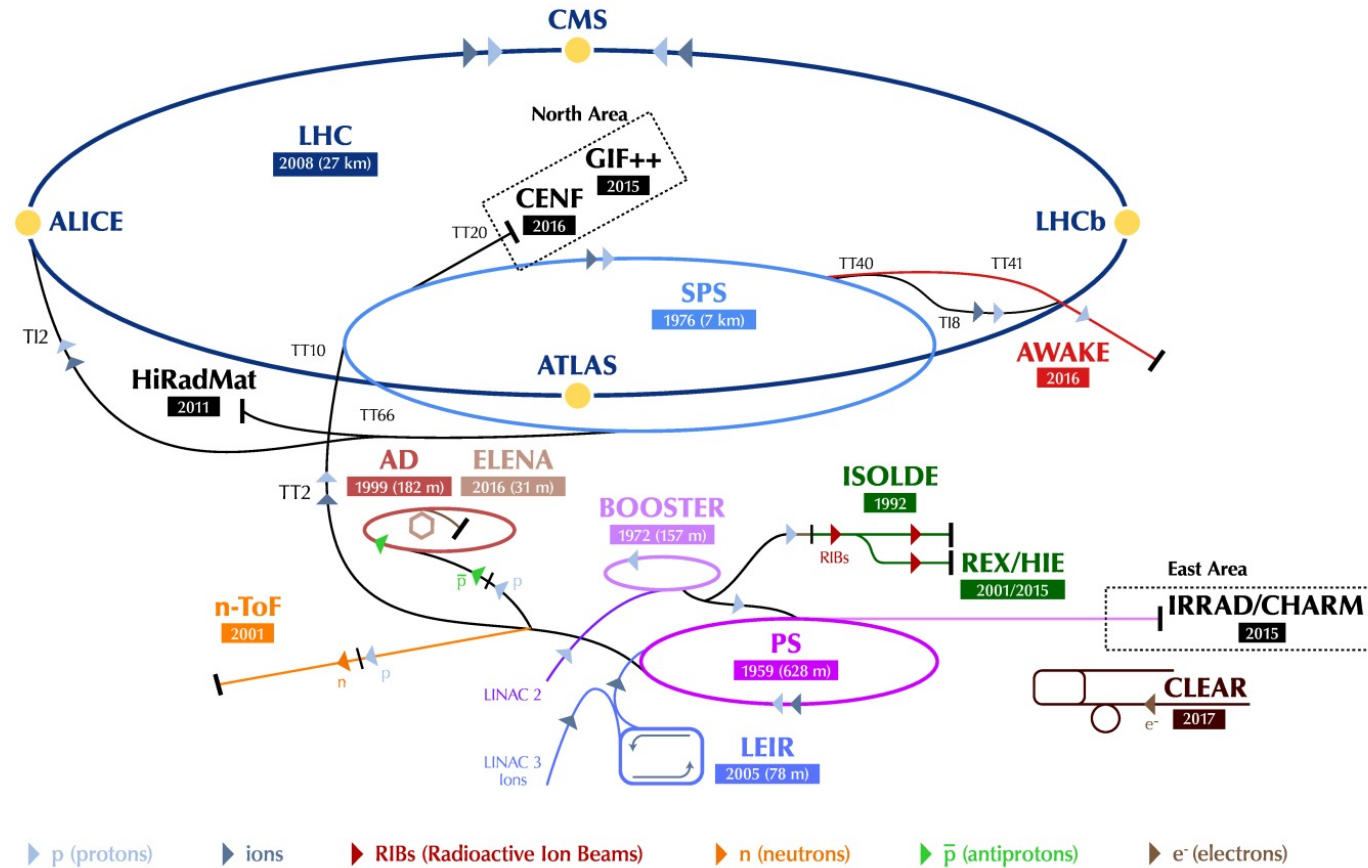 CMS
LHC
2008 (27 km)
North Area
GIF++
2015
CENF
2016
ALICE
LHCb
TT20
TT40
TT41
SPS
1976 (7 km)
TI8
TI2
TT10
ATLAS
AWAKE
2016
HiRadMat
2011
TT66
AD
1999 (182 m)
ELENA
2016 (31 m)
TT2
ISOLDE
1992
BOOSTER
1972 (157 m)
RIBs
REX/HIE
2001/2015
p̅
p
East Area
IRRAD/CHARM
2015
n-ToF
2001
n
p
PS
1959 (628 m)
LINAC 2
CLEAR
2017
e⁻
LINAC 3
Ions
LEIR
2005 (78 m)
p (protons)
ions
RIBs (Radioactive Ion Beams)
n (neutrons)
p̅ (antiprotons)
e⁻ (electrons)